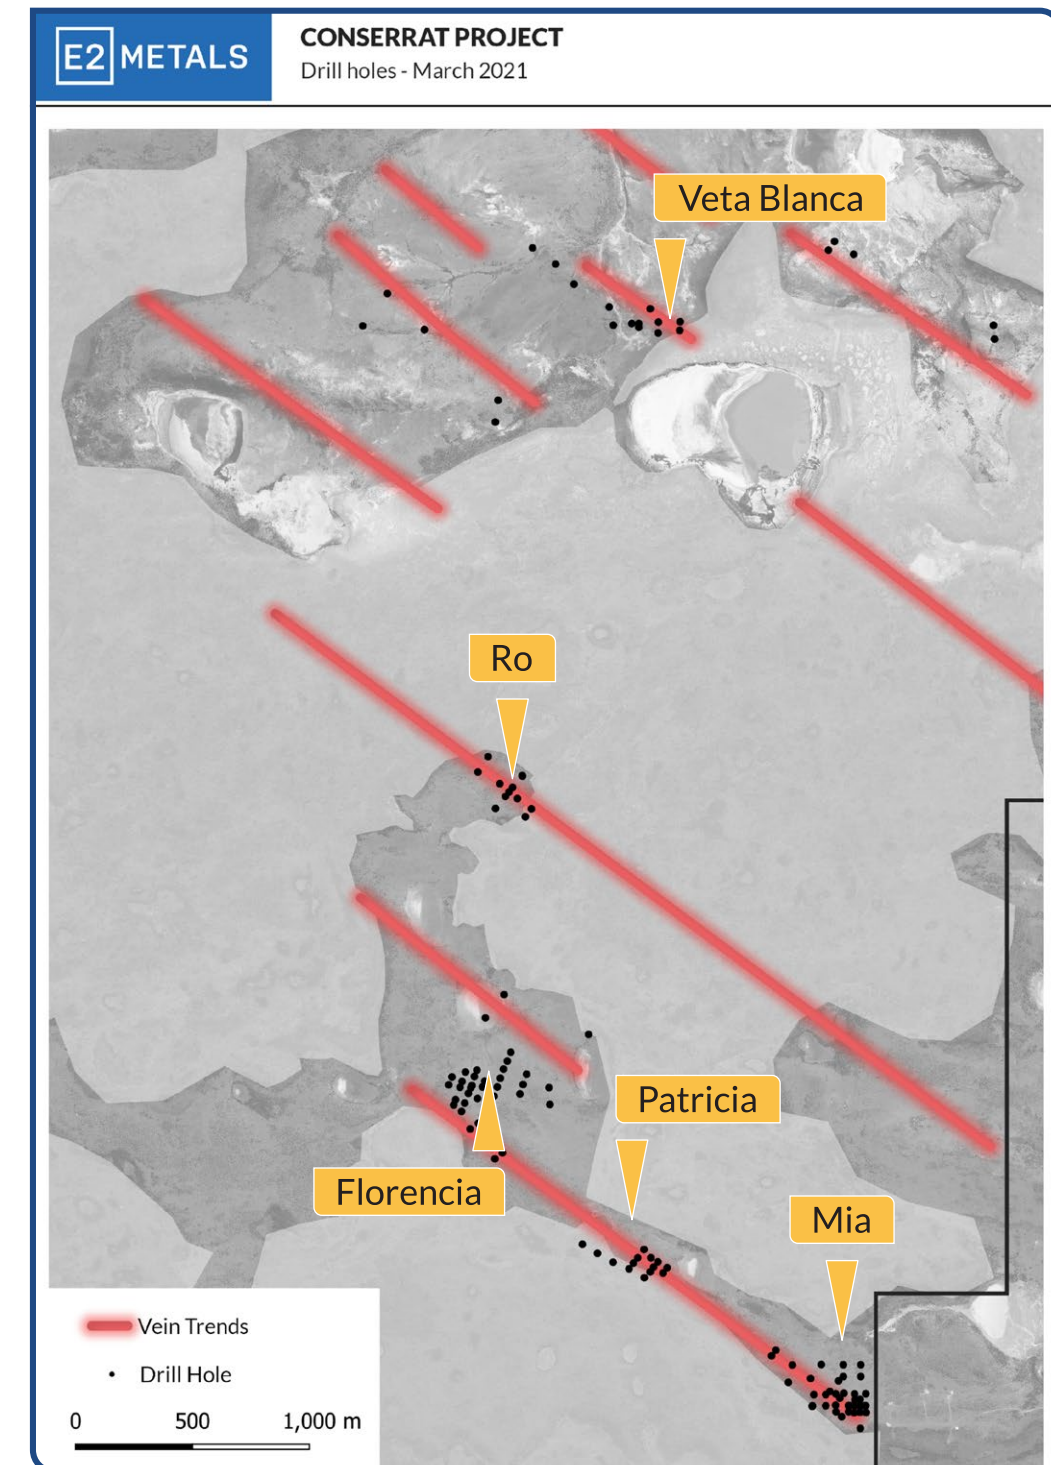 E2 METALS
CONSERRAT PROJECT
Drill holes - March 2021
Veta Blanca
Ro
Patricia
Florencia
Mia
Vein Trends
Drill Hole
0 500 1,000 m